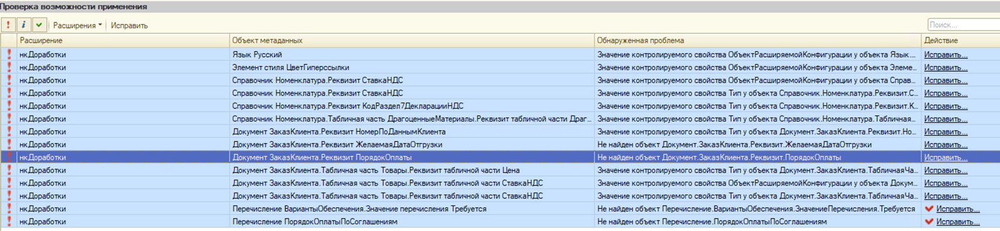 Проверка возможности применения
Расширения Исправить Поиск...
Расширение Объект метаданных Обнаруженная проблема Действие
нкДоработки Язык Русский Значение контролируемого свойства ОбъектРасширяемойКонфигурации у объекта Язык.... Исправить...
нкДоработки Элемент стиля ЦветГиперссылки Значение контролируемого свойства ОбъектРасширяемойКонфигурации у объекта Элеме... Исправить...
нкДоработки Справочник Номенклатура.Реквизит СтавкаНДС Значение контролируемого свойства ОбъектРасширяемойКонфигурации у объекта Справ... Исправить...
нкДоработки Справочник Номенклатура.Реквизит СтавкаНДС Значение контролируемого свойства Тип у объекта Справочник.Номенклатура.Реквизит.С... Исправить...
нкДоработки Справочник Номенклатура.Реквизит КодРаздел7ДекларацииНДС Значение контролируемого свойства Тип у объекта Справочник.Номенклатура.Реквизит.К... Исправить...
нкДоработки Справочник Номенклатура.Табличная часть ДрагоценныеМатериалы.Реквизит табличной части Драг... Значение контролируемого свойства Тип у объекта Справочник.Номенклатура.Табличная... Исправить...
нкДоработки Документ ЗаказКлиента.Реквизит НомерПоДаннымКлиента Значение контролируемого свойства Тип у объекта Документ.ЗаказКлиента.Реквизит.Но... Исправить...
нкДоработки Документ ЗаказКлиента.Реквизит ЖелаемаяДатаОтгрузки Не найден объект Документ.ЗаказКлиента.Реквизит.ЖелаемаяДатаОтгрузки Исправить...
нкДоработки Документ ЗаказКлиента.Реквизит ПорядокОплаты Не найден объект Документ.ЗаказКлиента.Реквизит.ПорядокОплаты Исправить...
нкДоработки Документ ЗаказКлиента.Табличная часть Товары.Реквизит табличной части Цена Значение контролируемого свойства Тип у объекта Документ.ЗаказКлиента.ТабличнаяЧа... Исправить...
нкДоработки Документ ЗаказКлиента.Табличная часть Товары.Реквизит табличной части СтавкаНДС Значение контролируемого свойства ОбъектРасширяемойКонфигурации у объекта Докум... Исправить...
нкДоработки Документ ЗаказКлиента.Табличная часть Товары.Реквизит табличной части СтавкаНДС Значение контролируемого свойства Тип у объекта Документ.ЗаказКлиента.ТабличнаяЧа... Исправить...
нкДоработки Перечисление ВариантыОбеспечения.Значение перечисления Требуется Не найден объект Перечисление.ВариантыОбеспечения.ЗначениеПеречисления.Требуется Исправить...
нкДоработки Перечисление ПорядокОплатыПоСоглашениям Не найден объект Перечисление.ПорядокОплатыПоСоглашениям Исправить...